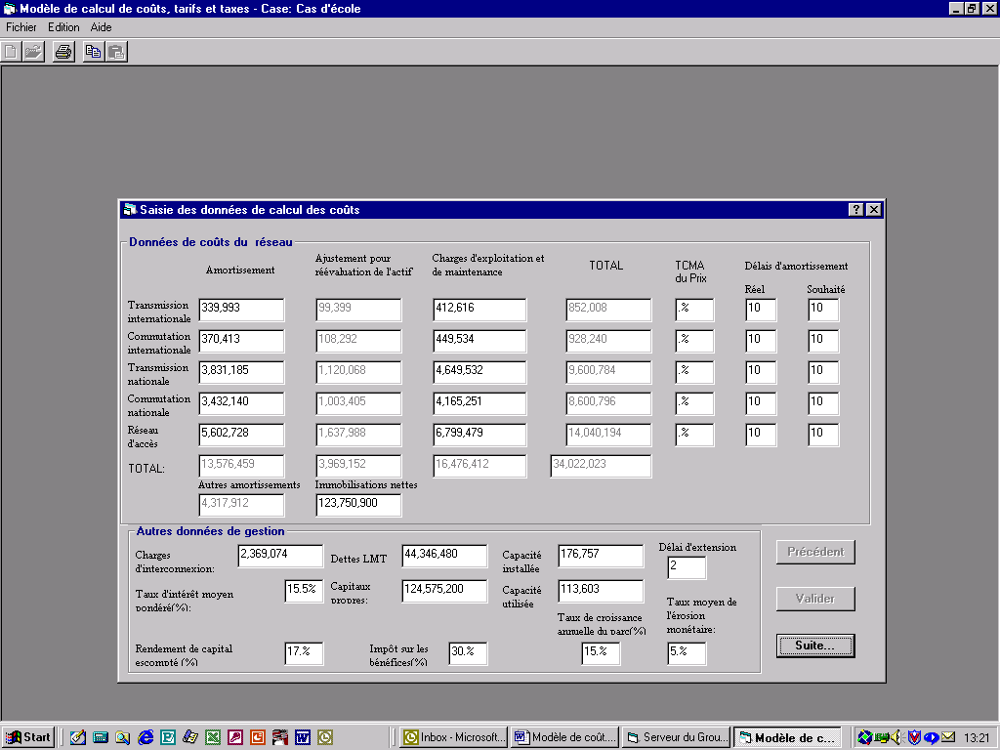 Modèle de calcul de coûts, tarifs et taxes - Case: Cas d'école
Fichier Edition Aide
Saisie des données de calcul des coûts
Données de coûts du réseau
Amortissement Ajustement pour réévaluation de l'actif Charges d'exploitation et de maintenance TOTAL TCMA du Prix Délais d'amortissement
Réel Souhaité
Transmission internationale 339,993 99,399 412,616 852,008 .% 10 10
Commutation internationale 370,413 108,292 449,534 928,240 .% 10 10
Transmission nationale 3,831,185 1,120,068 4,649,532 9,600,784 .% 10 10
Commutation nationale 3,432,140 1,003,405 4,165,251 8,600,796 .% 10 10
Réseau d'accès 5,602,728 1,637,988 6,799,479 14,040,194 .% 10 10
TOTAL: 13,576,459 3,969,152 16,476,412 34,022,023
Autres amortissements Immobilisations nettes
4,317,912 123,750,900
Autres données de gestion
Charges d'interconnexion: 2,369,074 Dettes LMT 44,346,480 Capacité installée 176,757 Délai d'extension 2
Taux d'intérêt moyen pondéré(%): 15.5% Capitaux propres: 124,575,200 Capacité utilisée 113,603
Taux de croissance annuelle du parc(%) Taux moyen de l'érosion monétaire:
Rendement de capital escompté (%) 17.% Impôt sur les bénéfices(%) 30.% 15.% 5.%
Précédent
Valider
Suite...
Start Inbox - Microsoft... Modèle de coût... Serveur du Grou... Modèle de c... 13:21